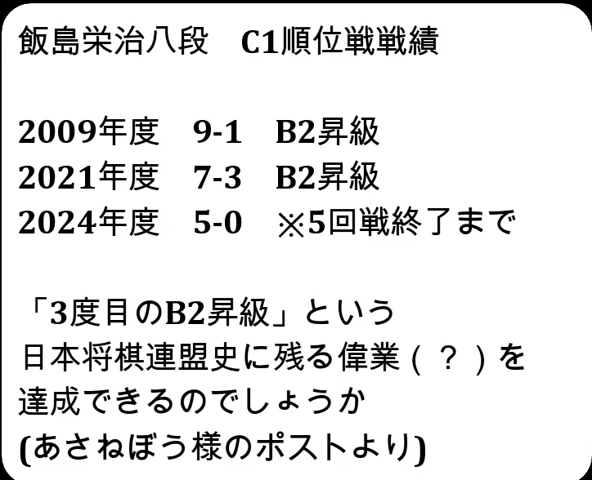 飯島栄治八段　C1順位戦戦績
2009年度　9-1　B2昇級
2021年度　7-3　B2昇級
2024年度　5-0　※5回戦終了まで
「3度目のB2昇級」という
日本将棋連盟史に残る偉業(？)を
達成できるのでしょうか
(あさねぼう様のポストより)